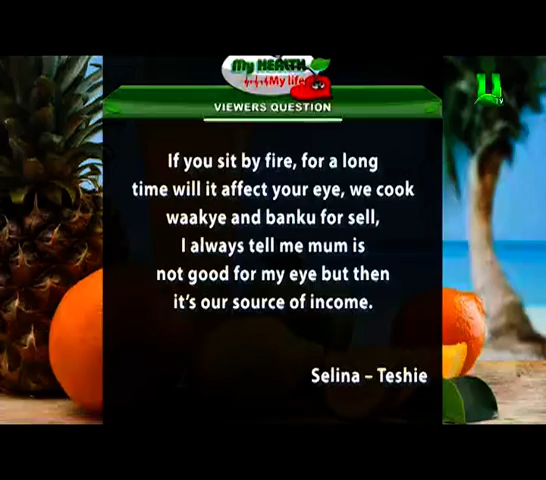 My HEALTH
My life
U
TV
VIEWERS QUESTION
If you sit by fire, for a long
time will it affect your eye, we cook
waakye and banku for sell,
I always tell me mum is
not good for my eye but then
it's our source of income.
Selina – Teshie